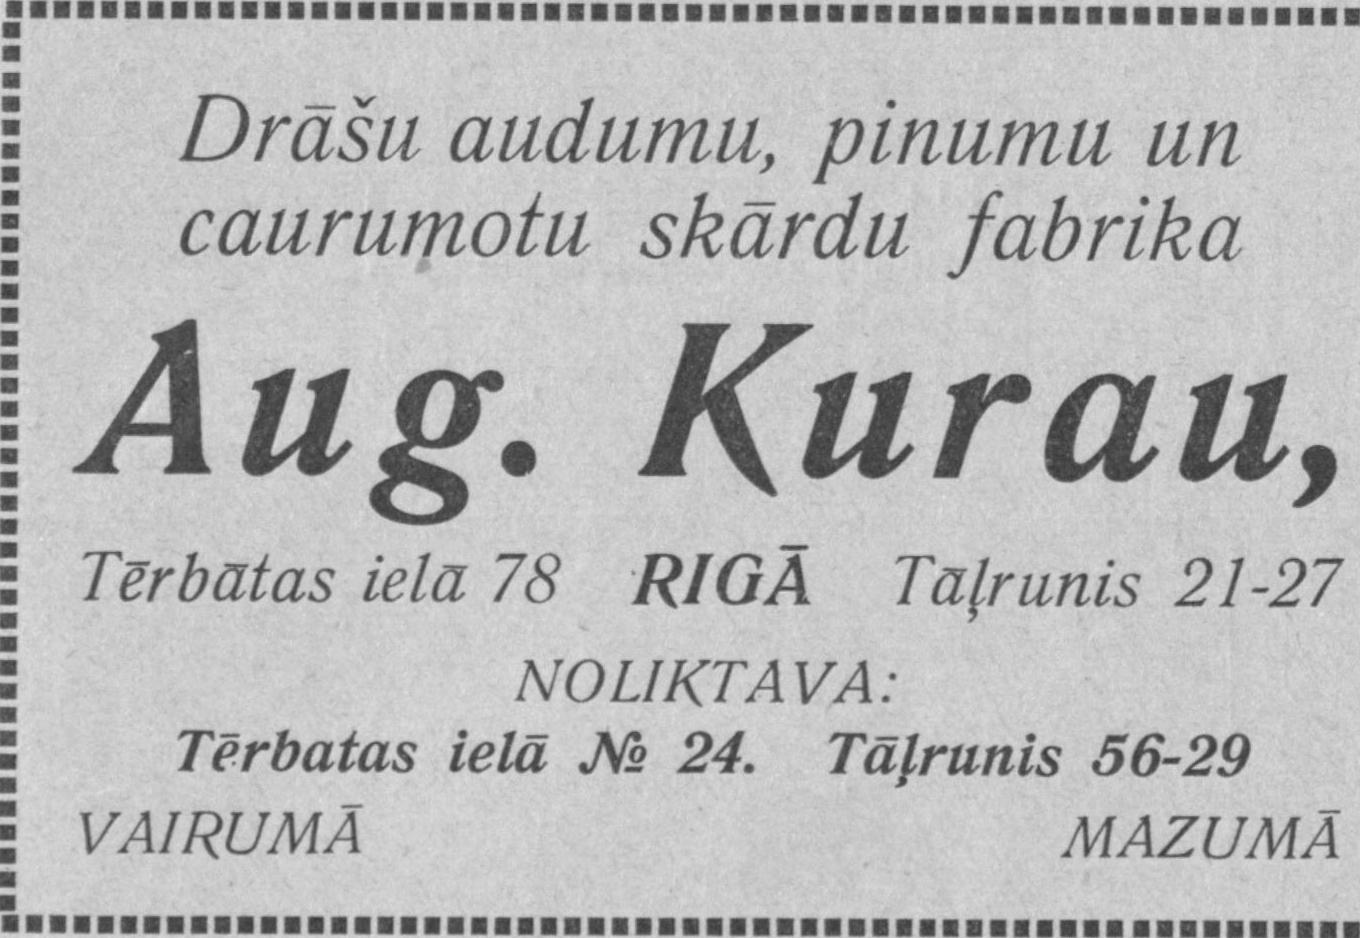 Drāšu audumu, pinumu un
caurumotu skārdu fabrika
Aug. Kurau,
Tērbātas ielā 78 RIGĀ Tāļrunis 21-27
NOLIKTAVA:
Tērbatas ielā № 24. Tāļrunis 56-29
VAIRUMĀ MAZUMĀ